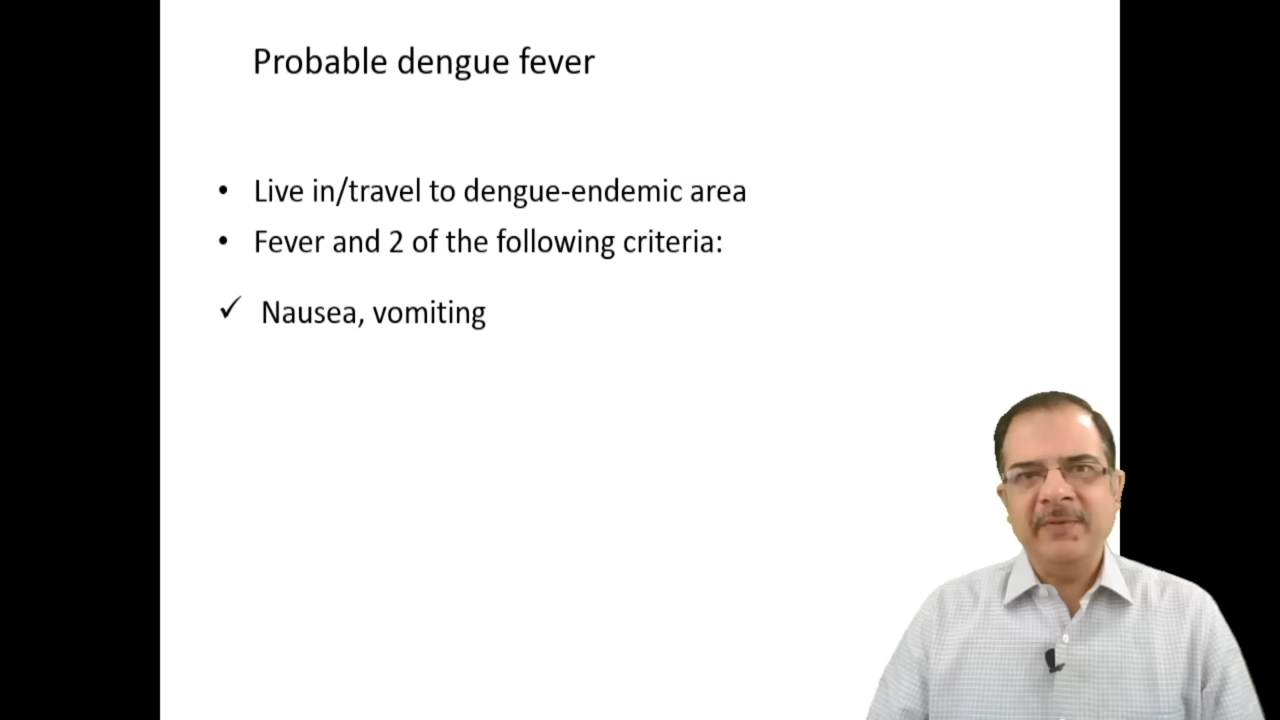 Probable dengue fever
• Live in/travel to dengue-endemic area
• Fever and 2 of the following criteria:
✓ Nausea, vomiting